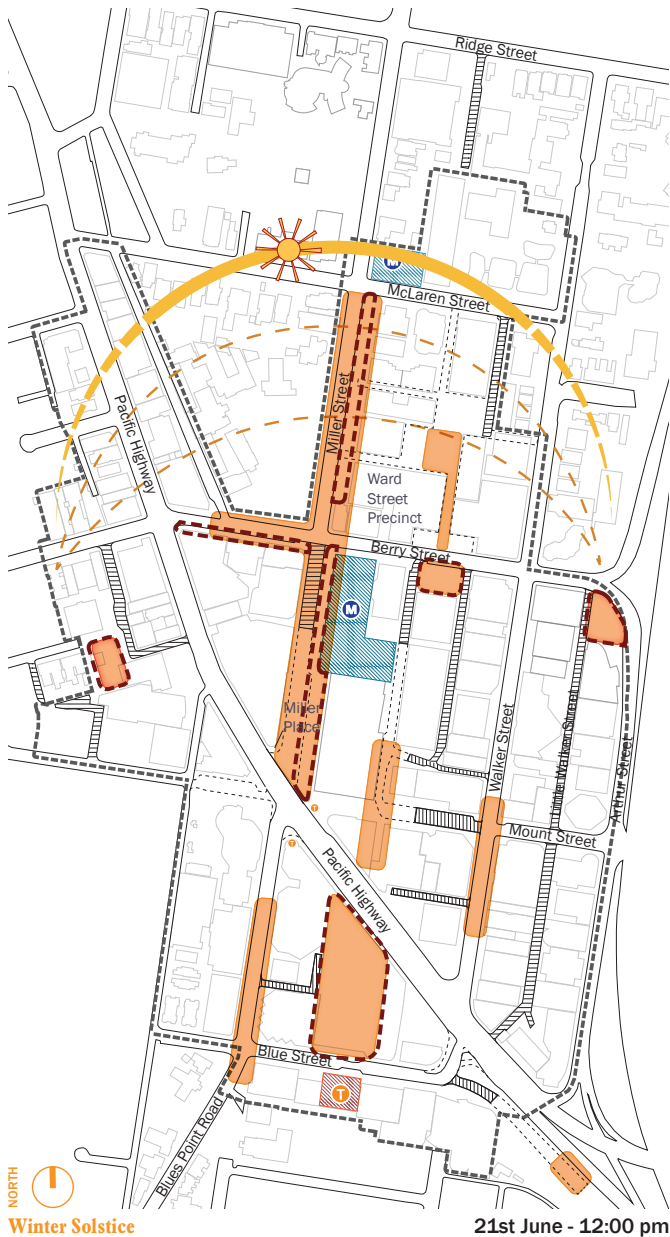 Ridge Street
M
McLaren Street
Miller Street
Pacific Highway
Ward
Street
Precinct
Berry Street
M
Miller
Place
Walker Street
Little Walker Street
Arthur Street
T
Mount Street
T
Pacific Highway
Blue Street
T
Blues Point Road
NORTH
Winter Solstice
21st June - 12:00 pm